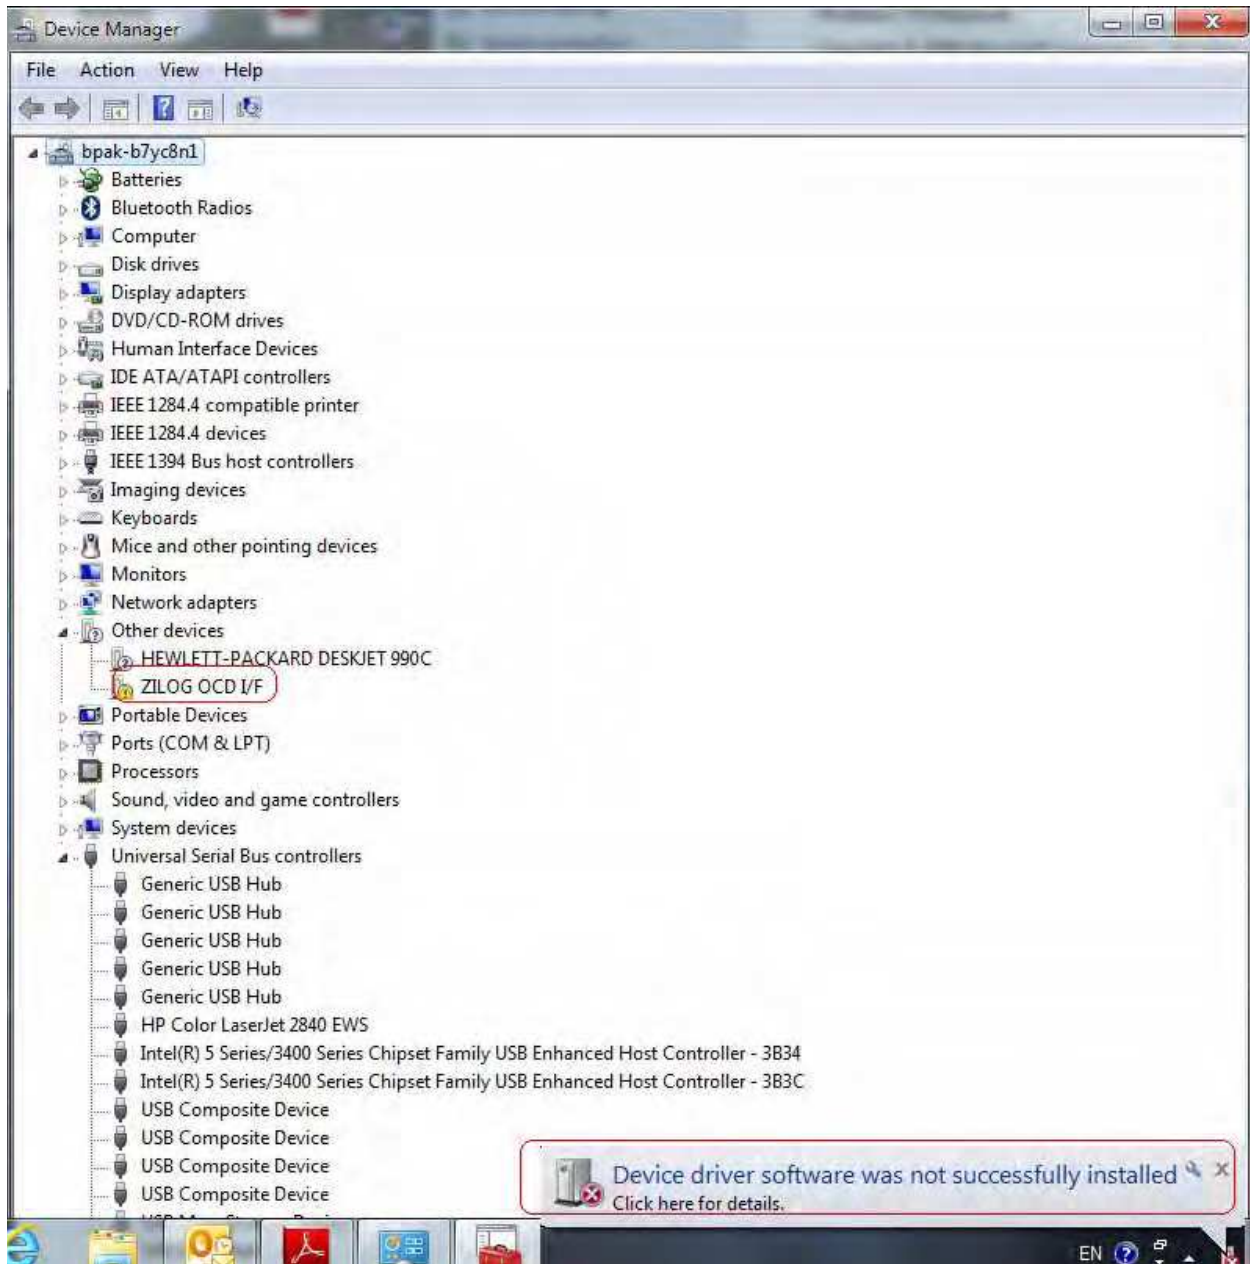 Device Manager
File Action View Help
bpak-b7yc8n1
Batteries
Bluetooth Radios
Computer
Disk drives
Display adapters
DVD/CD-ROM drives
Human Interface Devices
IDE ATA/ATAPI controllers
IEEE 1284.4 compatible printer
IEEE 1284.4 devices
IEEE 1394 Bus host controllers
Imaging devices
Keyboards
Mice and other pointing devices
Monitors
Network adapters
Other devices
HEWLETT-PACKARD DESKJET 990C
ZILOG OCD I/F
Portable Devices
Ports (COM & LPT)
Processors
Sound, video and game controllers
System devices
Universal Serial Bus controllers
Generic USB Hub
Generic USB Hub
Generic USB Hub
Generic USB Hub
Generic USB Hub
HP Color LaserJet 2840 EWS
Intel(R) 5 Series/3400 Series Chipset Family USB Enhanced Host Controller - 3B34
Intel(R) 5 Series/3400 Series Chipset Family USB Enhanced Host Controller - 3B3C
USB Composite Device
USB Composite Device
USB Composite Device
USB Composite Device
Device driver software was not successfully installed
Click here for details.
EN